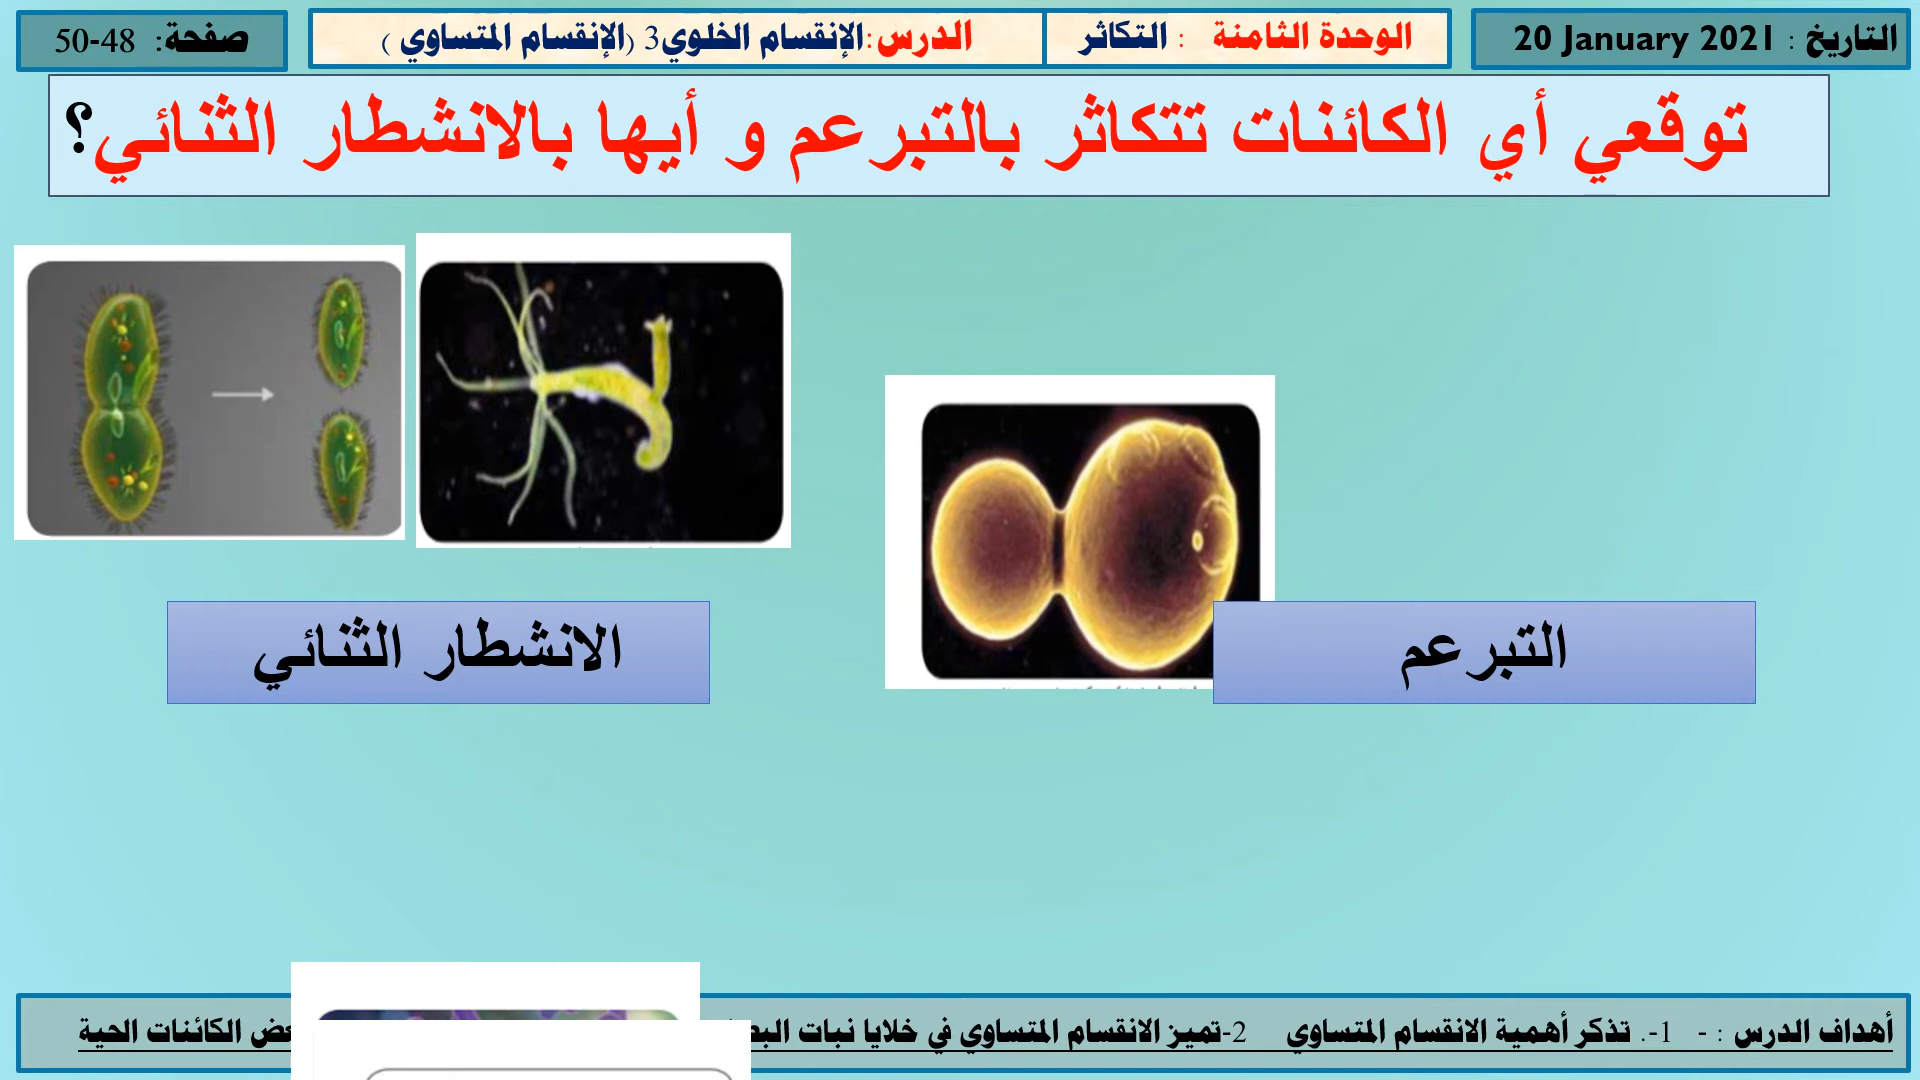 التاريخ : 20 January 2021
الوحدة الثامنة : التكاثر
الدرس:الإنقسام الخلوي3 (الإنقسام المتساوي )
صفحة: 48-50
توقعي أي الكائنات تتكاثر بالتبرعم و أيها بالانشطار الثنائي؟
التبرعم
الانشطار الثنائي
أهداف الدرس : - 1-. تذكر أهمية الانقسام المتساوي 2-تميز الانقسام المتساوي في خلايا نبات الكائنات الحية